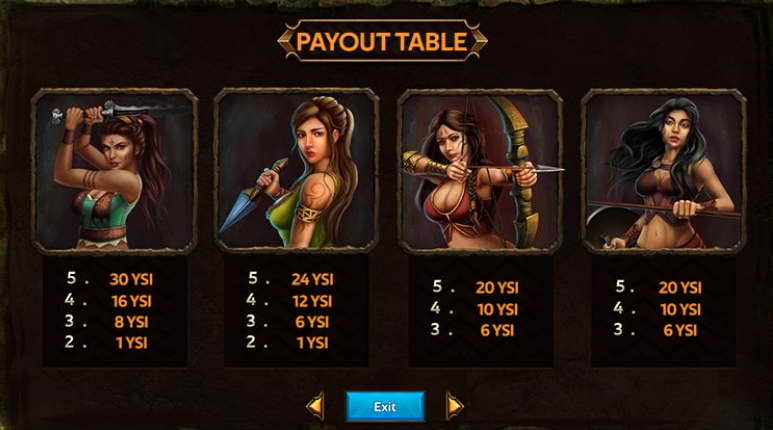 PAYOUT TABLE
5 . 30 YSI
4 . 16 YSI
3 . 8 YSI
2 . 1 YSI
5 . 24 YSI
4 . 12 YSI
3 . 6 YSI
2 . 1 YSI
5 . 20 YSI
4 . 10 YSI
3 . 6 YSI
5 . 20 YSI
4 . 10 YSI
3 . 6 YSI
Exit